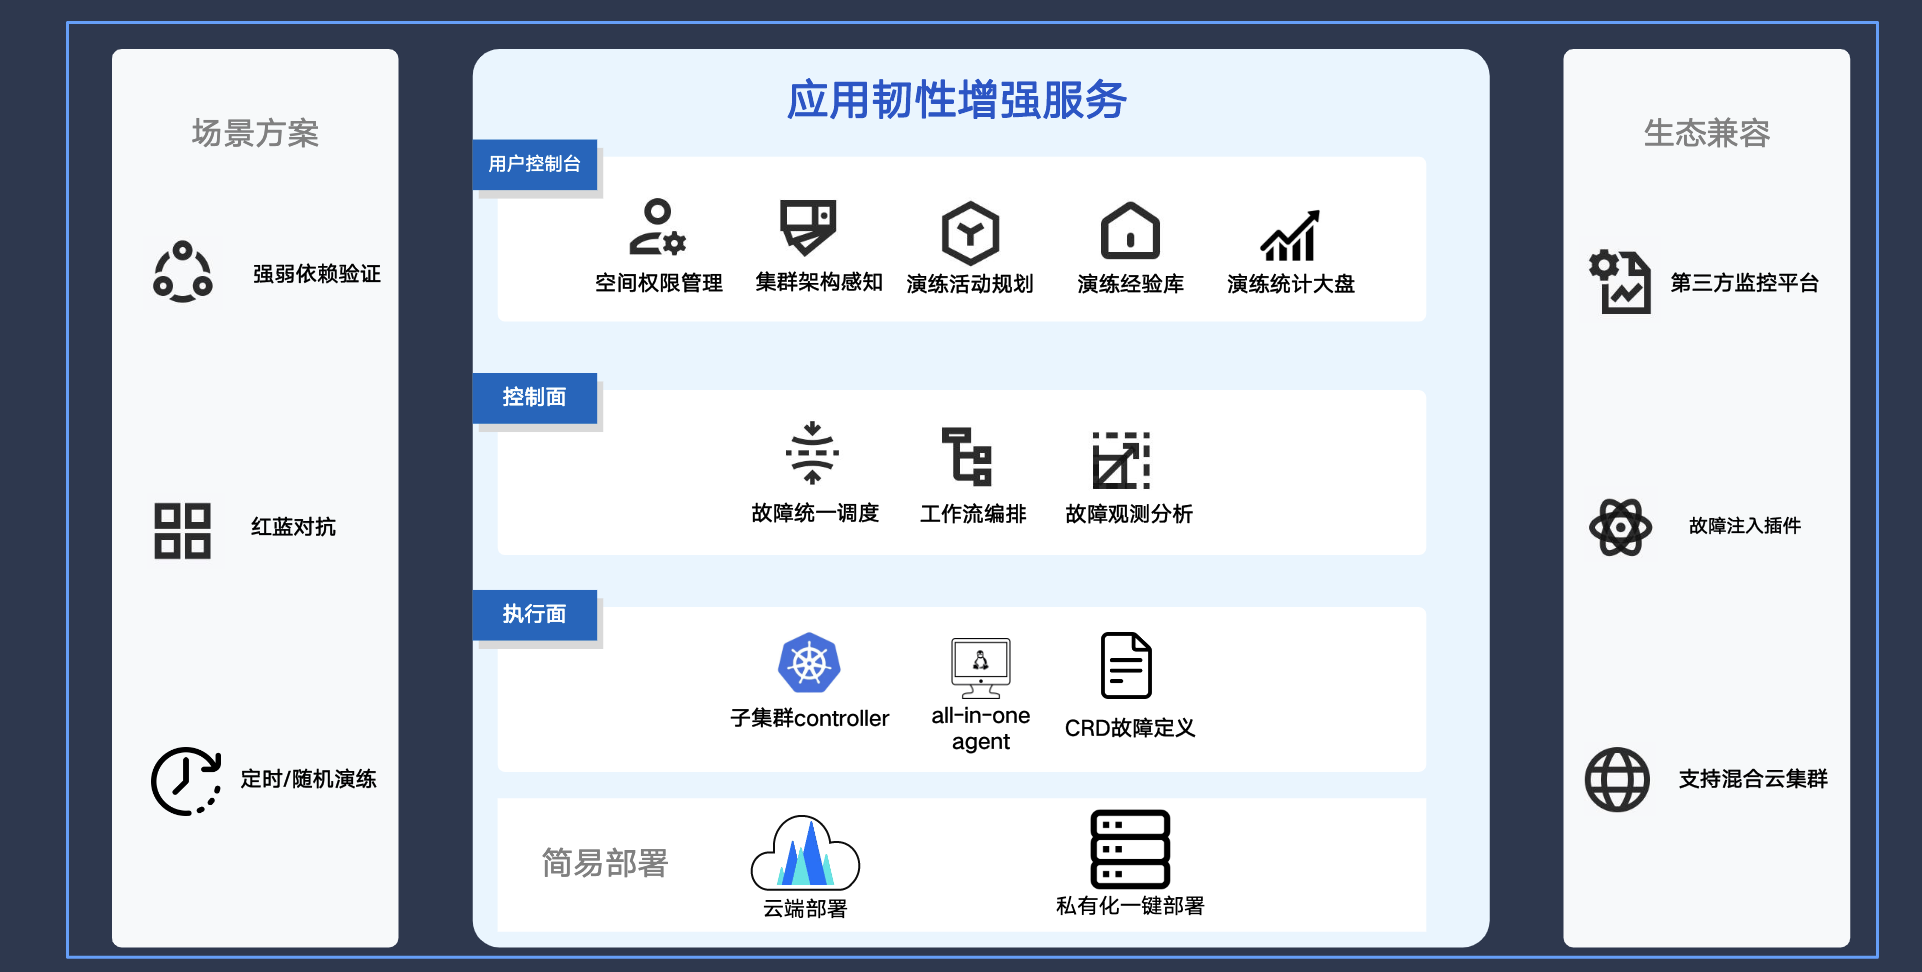 场景方案
强弱依赖验证
红蓝对抗
定时/随机演练
应用韧性增强服务
用户控制台
空间权限管理
集群架构感知
演练活动规划
演练经验库
演练统计大盘
控制面
故障统一调度
工作流编排
故障观测分析
执行面
子集群controller
all-in-one
agent
CRD故障定义
简易部署
云端部署
私有化一键部署
生态兼容
第三方监控平台
故障注入插件
支持混合云集群